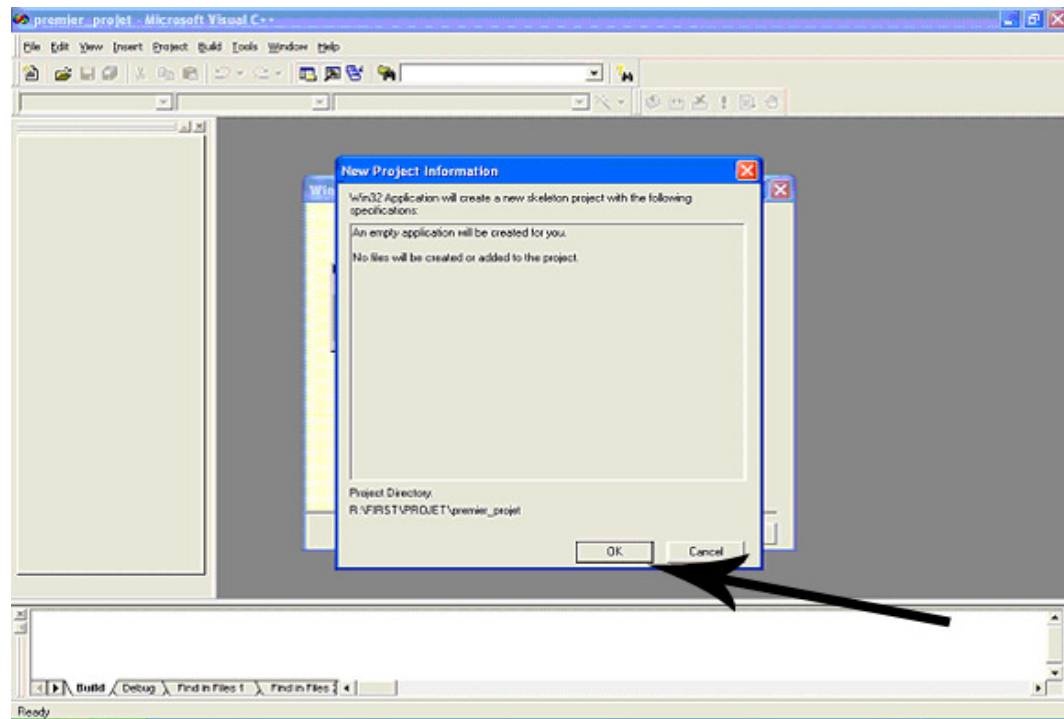 premier_projet - Microsoft Visual C++
File Edit View Insert Project Build Tools Window Help
New Project Information
Win
Win32 Application will create a new skeleton project with the following
specifications:
An empty application will be created for you.
No files will be created or added to the project.
Project Directory:
R:\FIRST\PROJET\premier_projet
OK Cancel
Build Debug Find in Files 1 Find in Files 2
Ready